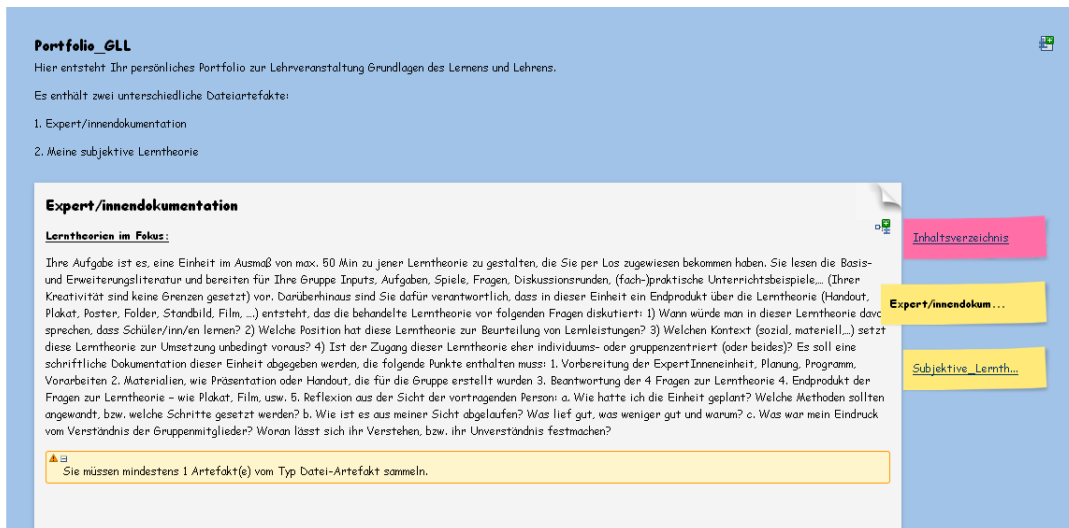 Portfolio_GLL
Hier entsteht Ihr persönliches Portfolio zur Lehrveranstaltung Grundlagen des Lernens und Lehrens.
Es enthält zwei unterschiedliche Dateiartefakte:
1. Expert/innendokumentation
2. Meine subjektive Lerntheorie
Expert/innendokumentation
Lerntheorien im Fokus:
Ihre Aufgabe ist es, eine Einheit im Ausmaß von max. 50 Min zu jener Lerntheorie zu gestalten, die Sie per Los zugewiesen bekommen haben. Sie lesen die Basis-
und Erweiterungsliteratur und bereiten für Ihre Gruppe Inputs, Aufgaben, Spiele, Fragen, Diskussionsrunden, (fach-)praktische Unterrichtsbeispiele,... (Ihrer
Kreativität sind keine Grenzen gesetzt) vor. Darüberhinaus sind Sie dafür verantwortlich, dass in dieser Einheit ein Endprodukt über die Lerntheorie (Handout,
Plakat, Poster, Folder, Standbild, Film, ...) entsteht, das die behandelte Lerntheorie vor folgenden Fragen diskutiert: 1) Wann würde man in dieser Lerntheorie davo
sprechen, dass Schüler/inn/en lernen? 2) Welche Position hat diese Lerntheorie zur Beurteilung von Lernleistungen? 3) Welchen Kontext (sozial, materiell,...) setzt
diese Lerntheorie zur Umsetzung unbedingt voraus? 4) Ist der Zugang dieser Lerntheorie eher individuums- oder gruppenzentriert (oder beides)? Es soll eine
schriftliche Dokumentation dieser Einheit abgegeben werden, die folgende Punkte enthalten muss: 1. Vorbereitung der ExpertInneneinheit, Planung, Programm,
Vorarbeiten 2. Materialien, wie Präsentation oder Handout, die für die Gruppe erstellt wurden 3. Beantwortung der 4 Fragen zur Lerntheorie 4. Endprodukt der
Fragen zur Lerntheorie – wie Plakat, Film, usw. 5. Reflexion aus der Sicht der vortragenden Person: a. Wie hatte ich die Einheit geplant? Welche Methoden sollten
angewandt, bzw. welche Schritte gesetzt werden? b. Wie ist es aus meiner Sicht abgelaufen? Was lief gut, was weniger gut und warum? c. Was war mein Eindruck
vom Verständnis der Gruppenmitglieder? Woran lässt sich ihr Verstehen, bzw. ihr Unverständnis festmachen?
Sie müssen mindestens 1 Artefakt(e) vom Typ Datei-Artefakt sammeln.
Inhaltsverzeichnis
Expert/innendokum...
Subjektive_Lernth...